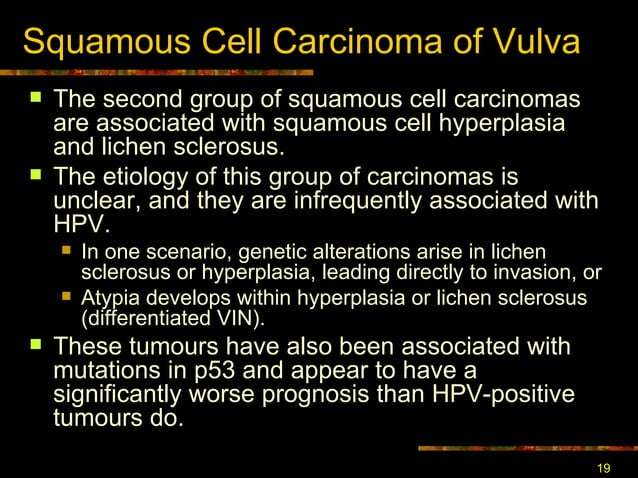 Squamous Cell Carcinoma of Vulva
The second group of squamous cell carcinomas
are associated with squamous cell hyperplasia
and lichen sclerosus.
The etiology of this group of carcinomas is
unclear, and they are infrequently associated with
HPV.
In one scenario, genetic alterations arise in lichen
sclerosus or hyperplasia, leading directly to invasion, or
Atypia develops within hyperplasia or lichen sclerosus
(differentiated VIN).
These tumours have also been associated with
mutations in p53 and appear to have a
significantly worse prognosis than HPV-positive
tumours do.
19